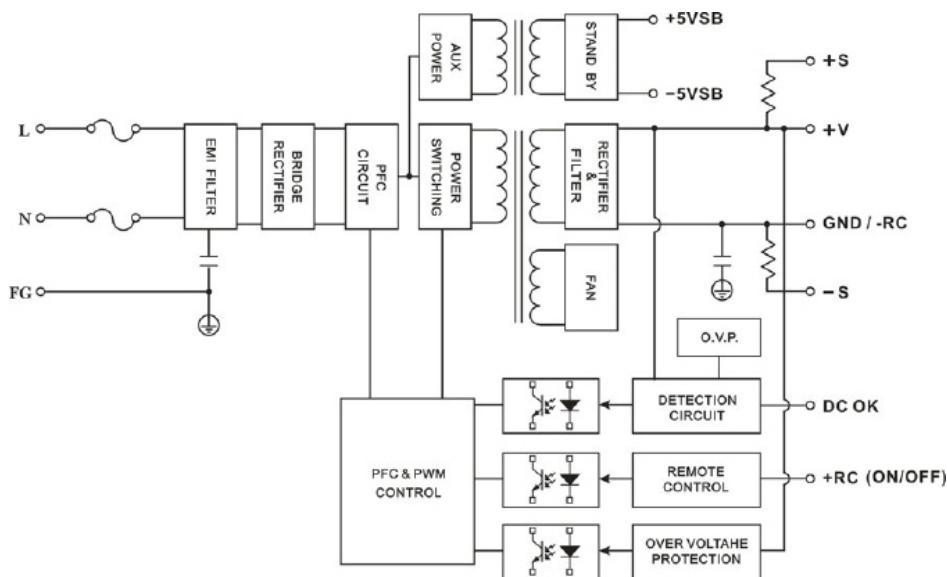 AUX
POWER
STAND BY
+5VSB
−5VSB
+S
L
N
FG
EMI FILTER
BRIDGE
RECTIFIER
PFC
CIRCUIT
POWER
SWITCHING
RECTIFIER
&
FILTER
+V
GND / -RC
−S
FAN
O.V.P.
DETECTION
CIRCUIT
DC OK
PFC & PWM
CONTROL
REMOTE
CONTROL
+RC (ON/OFF)
OVER VOLTAHE
PROTECTION